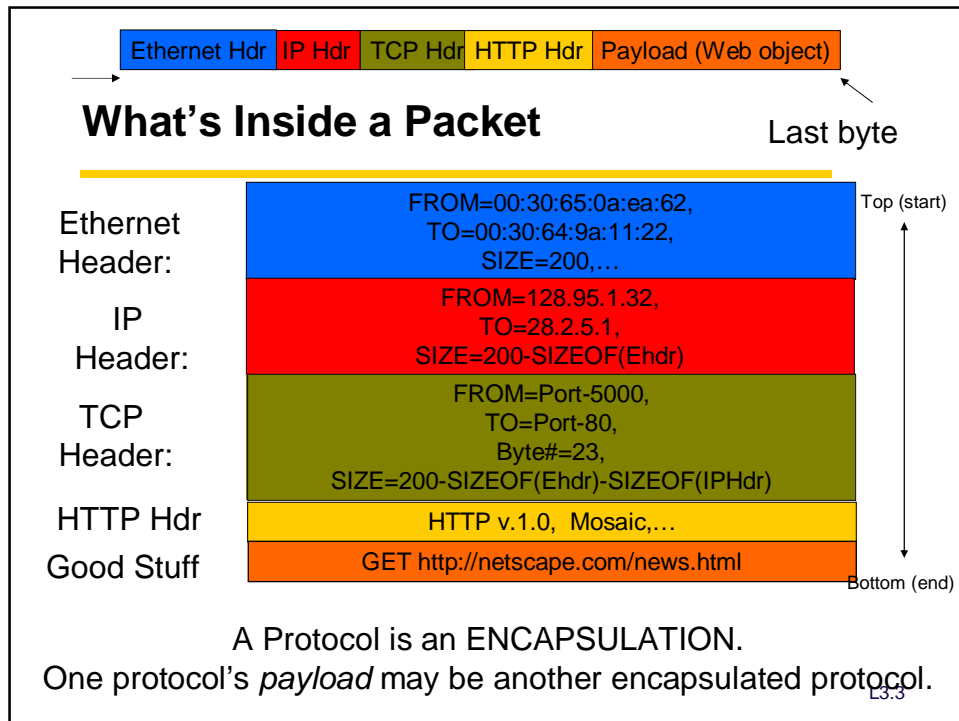 Ethernet Hdr IP Hdr TCP Hdr HTTP Hdr Payload (Web object)
What's Inside a Packet
Last byte
Ethernet
Header:
FROM=00:30:65:0a:ea:62,
TO=00:30:64:9a:11:22,
SIZE=200,…
Top (start)
IP
Header:
FROM=128.95.1.32,
TO=28.2.5.1,
SIZE=200-SIZEOF(Ehdr)
TCP
Header:
FROM=Port-5000,
TO=Port-80,
Byte#=23,
SIZE=200-SIZEOF(Ehdr)-SIZEOF(IPHdr)
HTTP Hdr
HTTP v.1.0, Mosaic,…
Good Stuff
GET http://netscape.com/news.html
Bottom (end)
A Protocol is an ENCAPSULATION.
One protocol's payload may be another encapsulated protocol.
L3.3